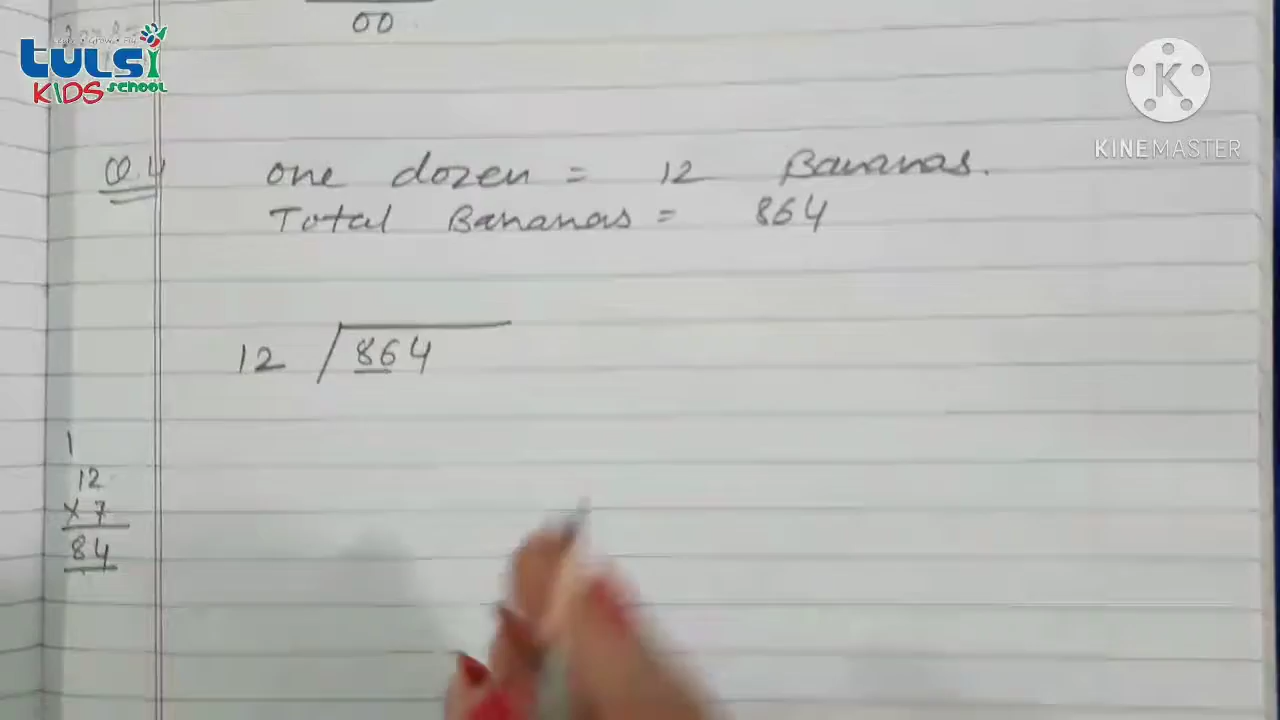 00
TULSI
KIDS SCHOOL
KINEMASTER
Q.4 One dozen = 12 Bananas.
Total Bananas = 864
12 / 864
1
12
× 7
84